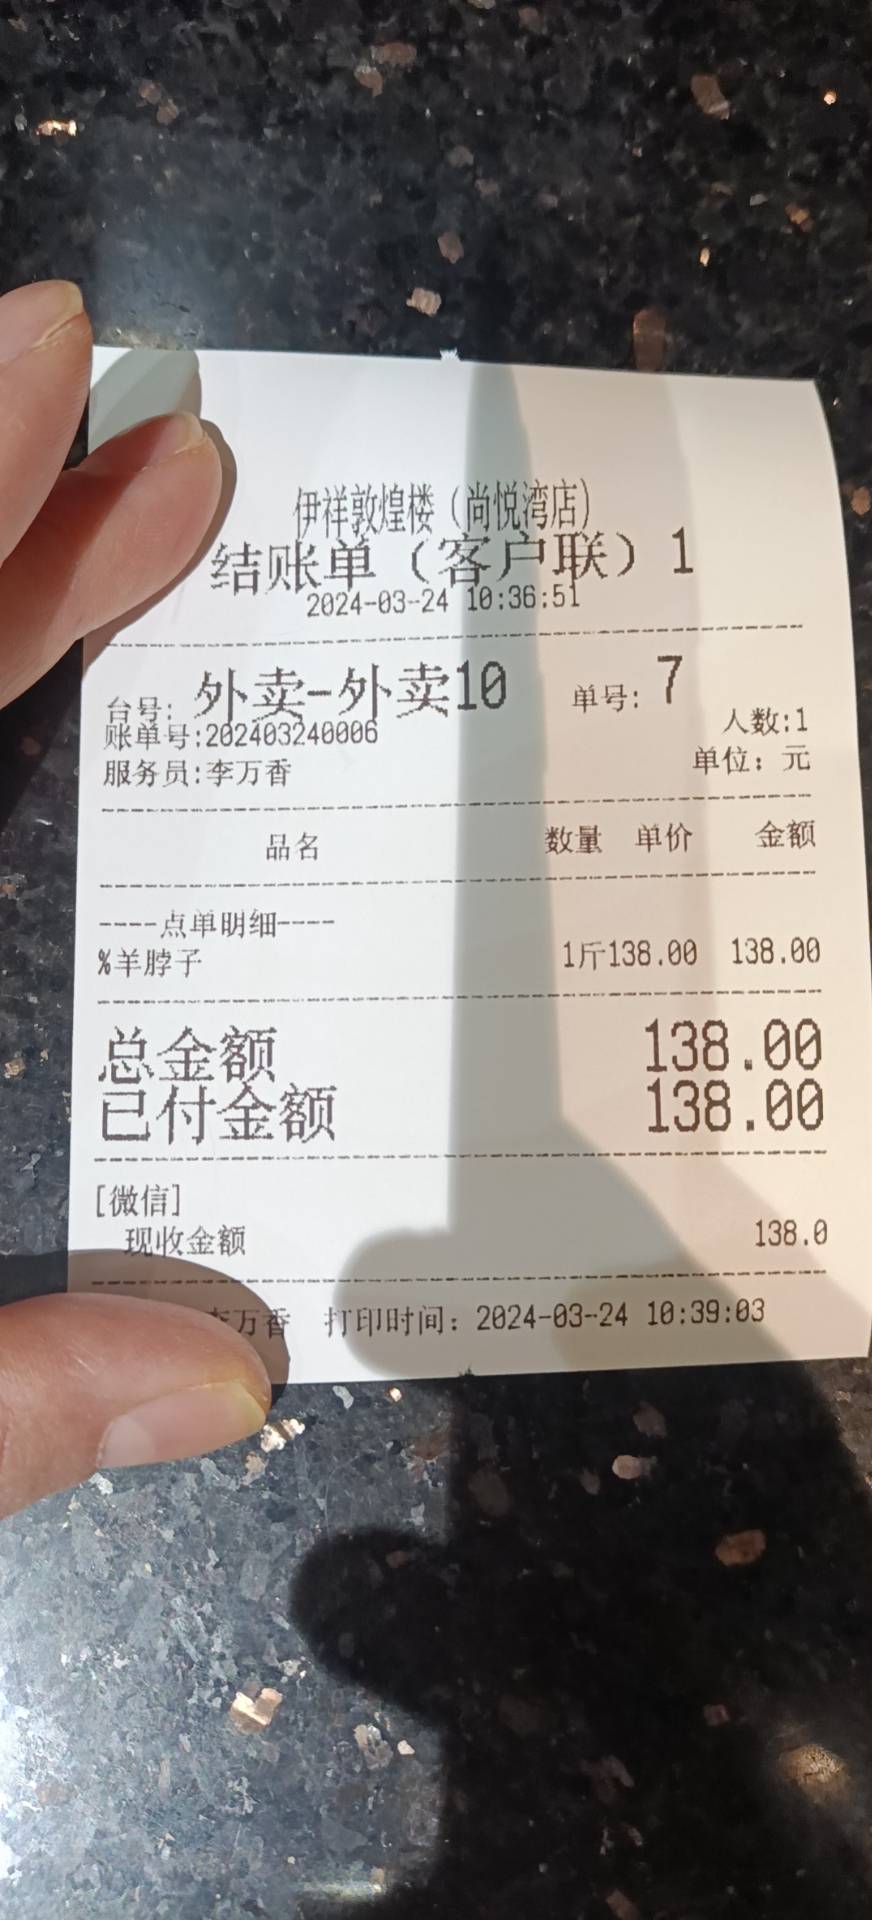 伊祥敦煌楼（尚悦湾店）
结账单（客户联）1
2024-03-24 10:36:51
台号: 外卖-外卖10 单号: 7
账单号:202403240006 人数:1
服务员:李万香 单位: 元
品名 数量 单价 金额
----点单明细----
%羊脖子 1斤138.00 138.00
总金额 138.00
已付金额 138.00
[微信]
现收金额 138.0
李万香 打印时间: 2024-03-24 10:39:03